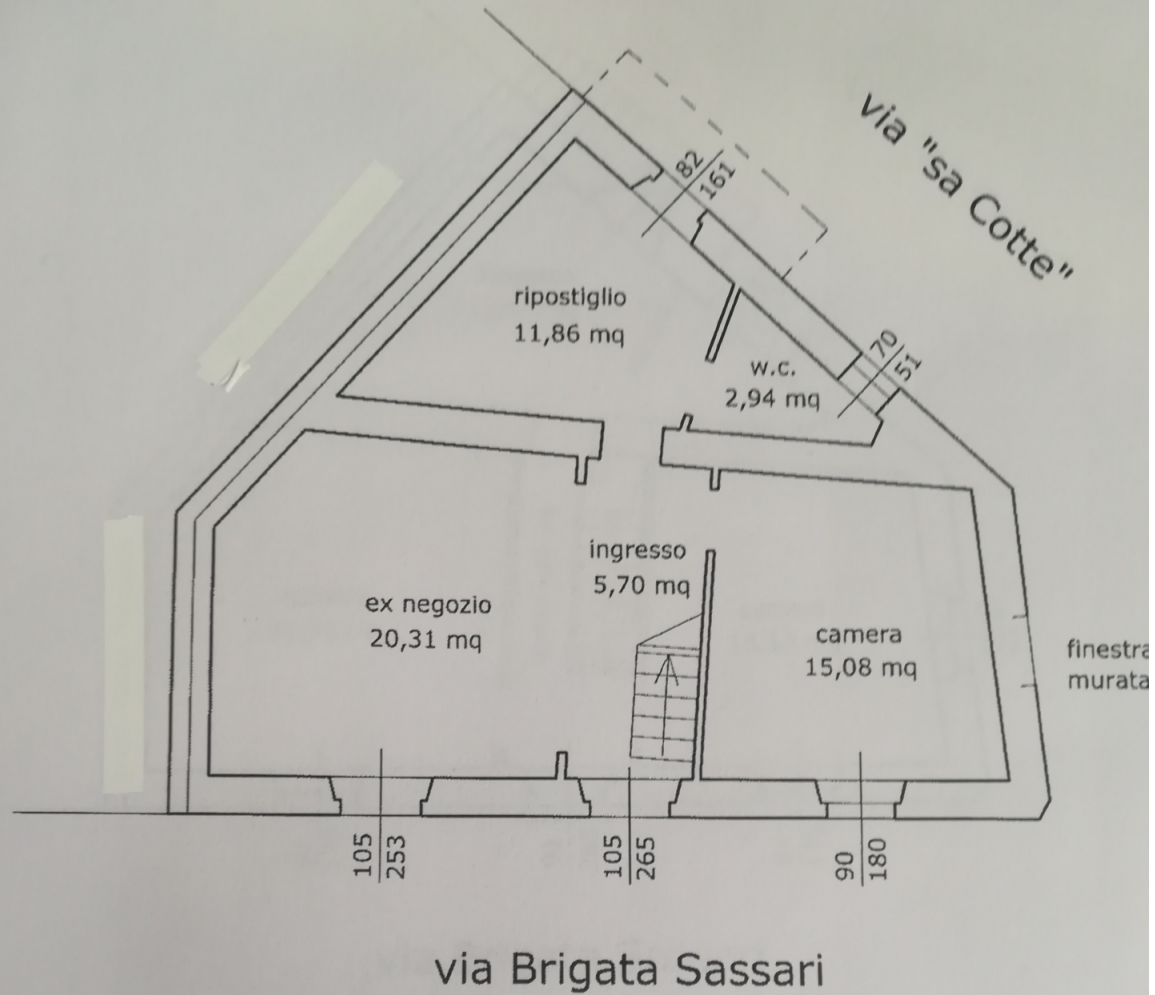 via "sa Cotte"
82
161
ripostiglio
11,86 mq
70
51
w.c.
2,94 mq
ingresso
5,70 mq
ex negozio
20,31 mq
camera
15,08 mq
finestra
murata
105
253
105
265
90
180
via Brigata Sassari